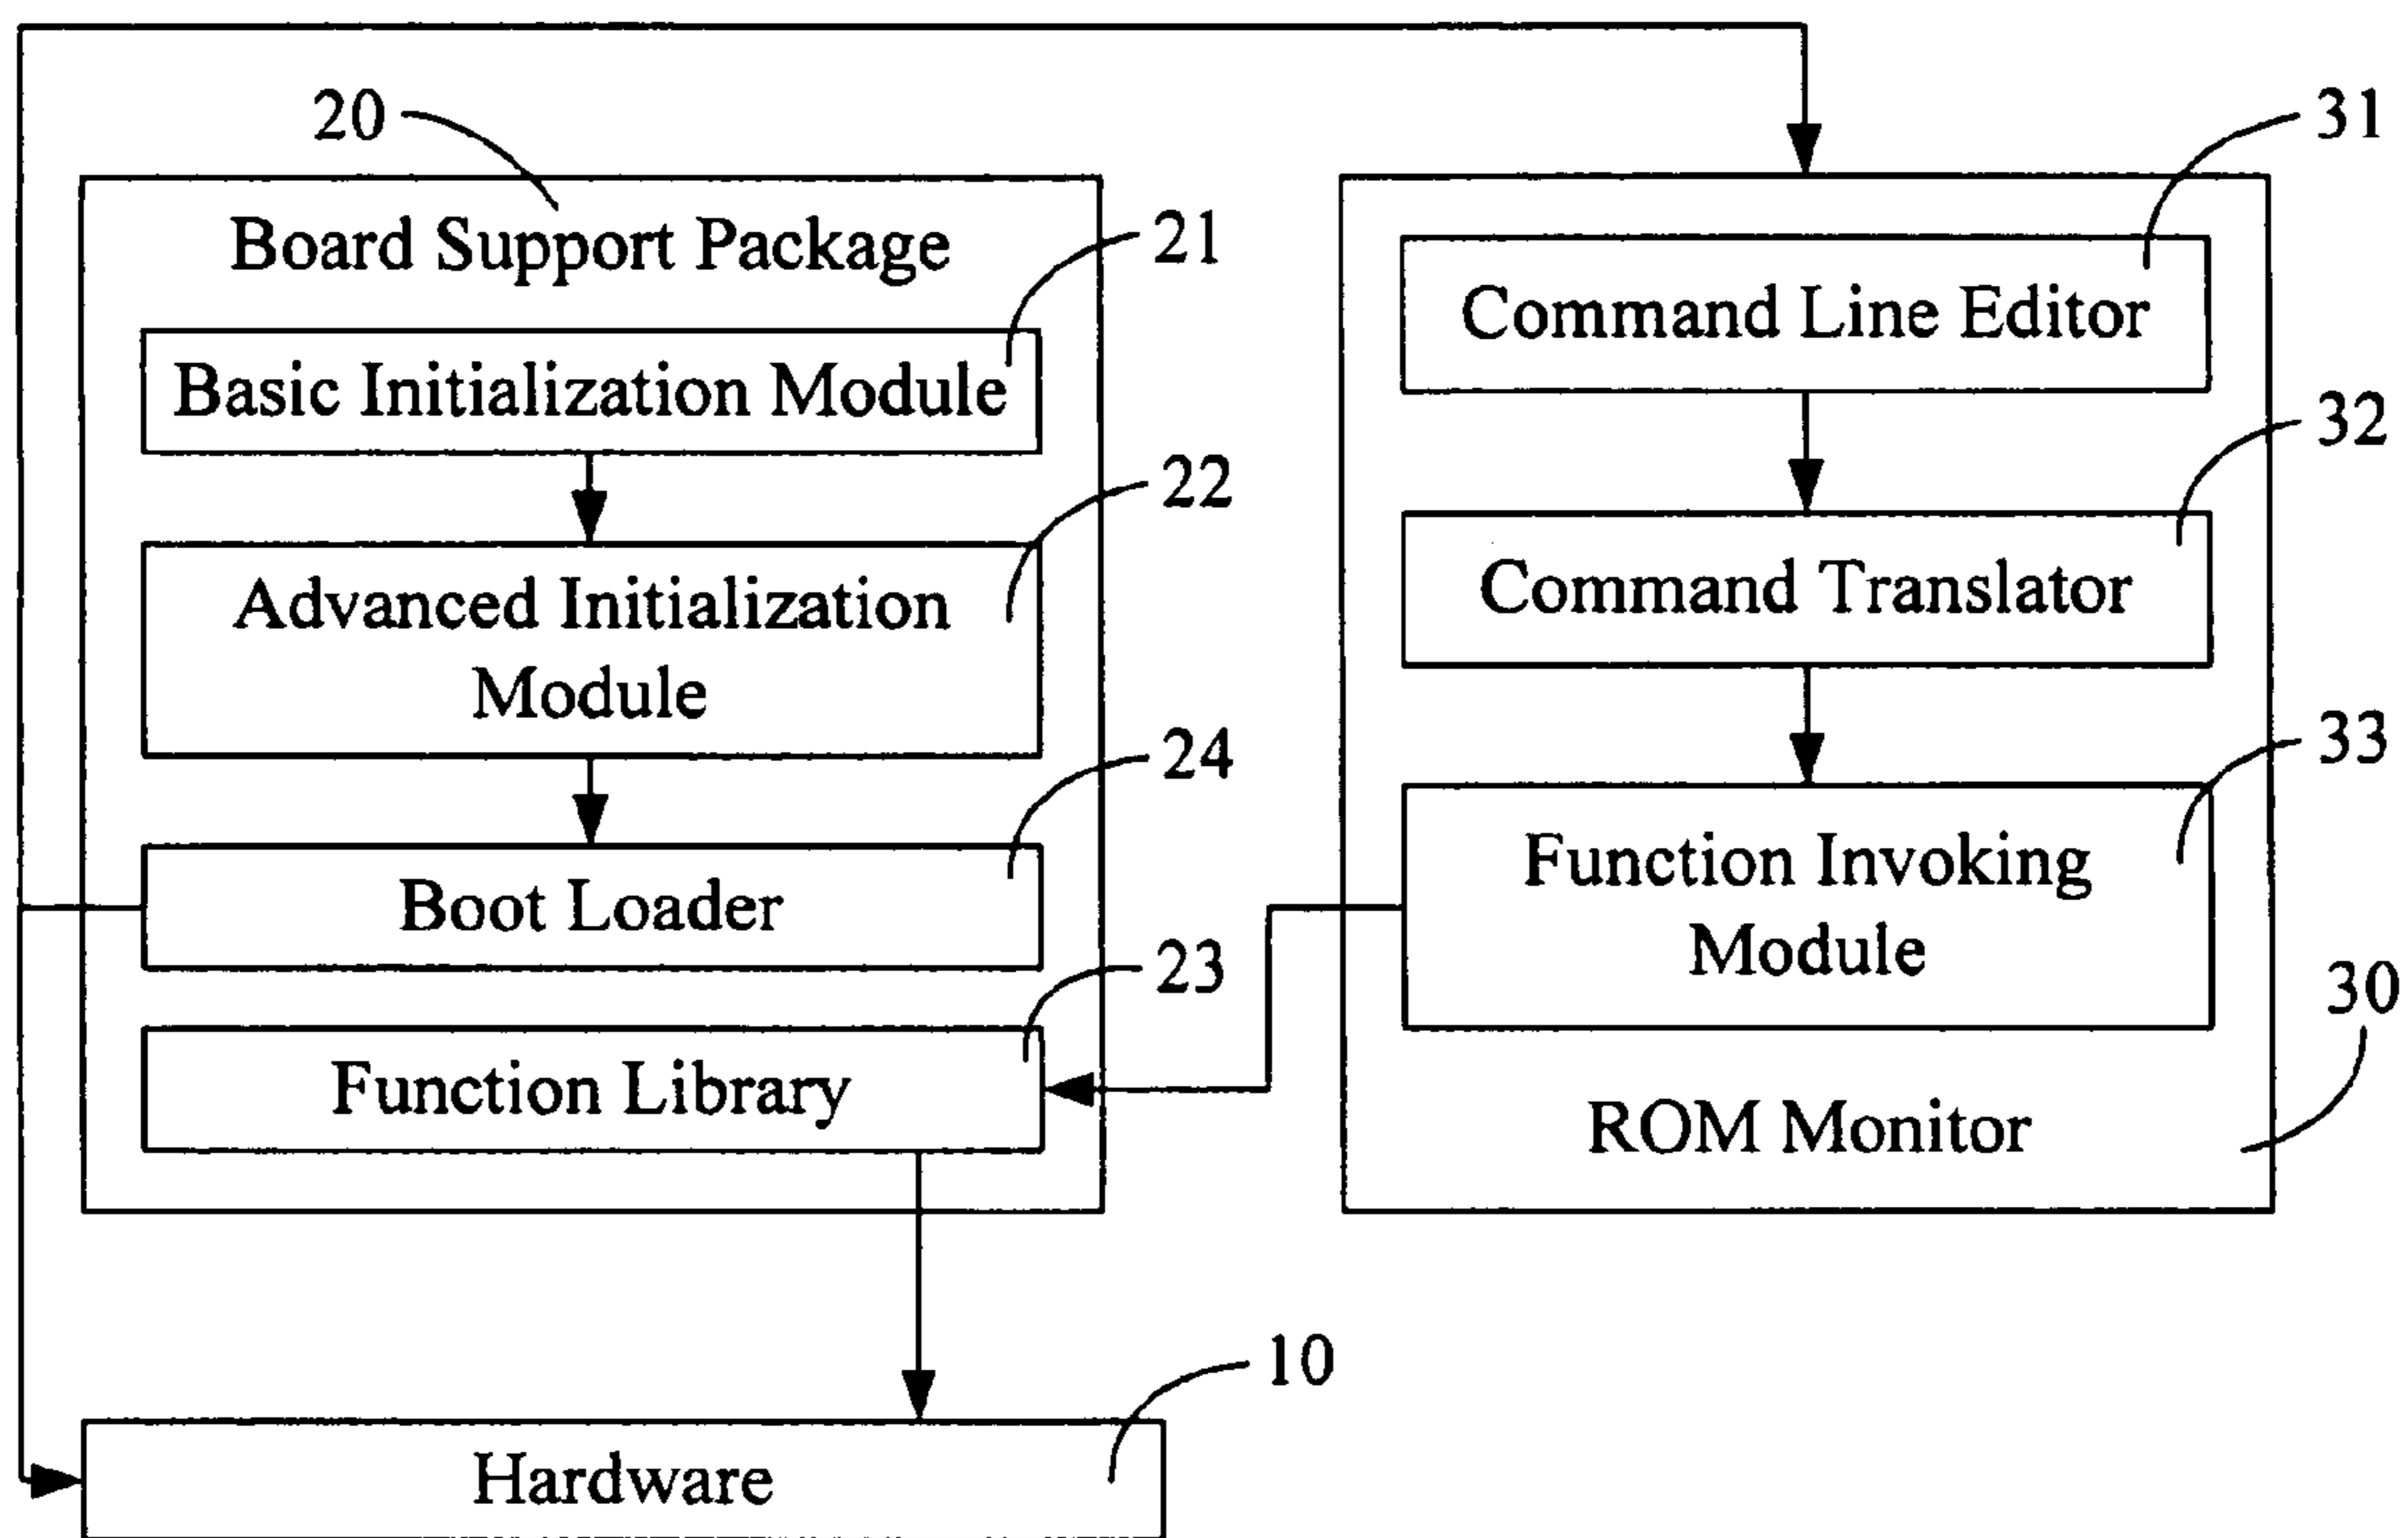 20
Board Support Package
21
Basic Initialization Module
22
Advanced Initialization
Module
24
Boot Loader
23
Function Library
31
Command Line Editor
32
Command Translator
33
Function Invoking
Module
30
ROM Monitor
10
Hardware